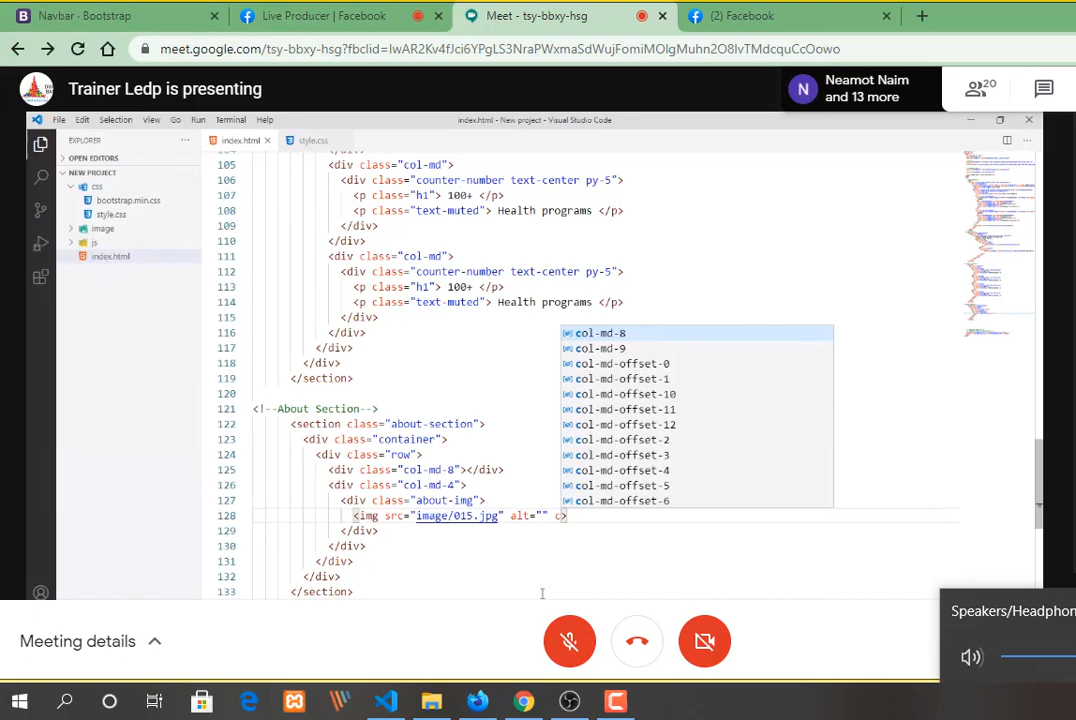 Navbar · Bootstrap
Live Producer | Facebook
Meet - tsy-bbxy-hsg
(2) Facebook
meet.google.com/tsy-bbxy-hsg?fbclid=IwAR2Kv4fJci6YPgLS3NraPWxmaSdWujFomiMOIgMuhn2O8IvTMdcquCcOowo
Trainer Ledp is presenting
N
Neamot Naim
and 13 more
20
File Edit Selection View Go Run Terminal Help
index.html - New project - Visual Studio Code
EXPLORER
index.html
style.css
OPEN EDITORS
NEW PROJECT
css
bootstrap.min.css
style.css
image
js
index.html
105 <div class="col-md">
106 <div class="counter-number text-center py-5">
107 <p class="h1"> 100+ </p>
108 <p class="text-muted"> Health programs </p>
109 </div>
110 </div>
111 <div class="col-md">
112 <div class="counter-number text-center py-5">
113 <p class="h1"> 100+ </p>
114 <p class="text-muted"> Health programs </p>
115 </div>
116 </div>
117 </div>
118 </div>
119 </section>
120
121 <!--About Section-->
122 <section class="about-section">
123 <div class="container">
124 <div class="row">
125 <div class="col-md-8"></div>
126 <div class="col-md-4">
127 <div class="about-img">
128 <img src="image/015.jpg" alt="" c>
129 </div>
130 </div>
131 </div>
132 </div>
133 </section>
col-md-8
col-md-9
col-md-offset-0
col-md-offset-1
col-md-offset-10
col-md-offset-11
col-md-offset-12
col-md-offset-2
col-md-offset-3
col-md-offset-4
col-md-offset-5
col-md-offset-6
Meeting details
Speakers/Headphon